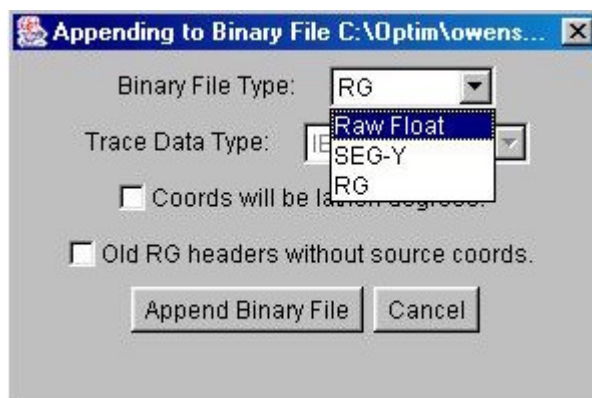 Appending to Binary File C:\Optim\owens...
Binary File Type: RG
Raw Float
Trace Data Type: IE
SEG-Y
RG
Coords will be degrees.
Old RG headers without source coords.
Append Binary File Cancel